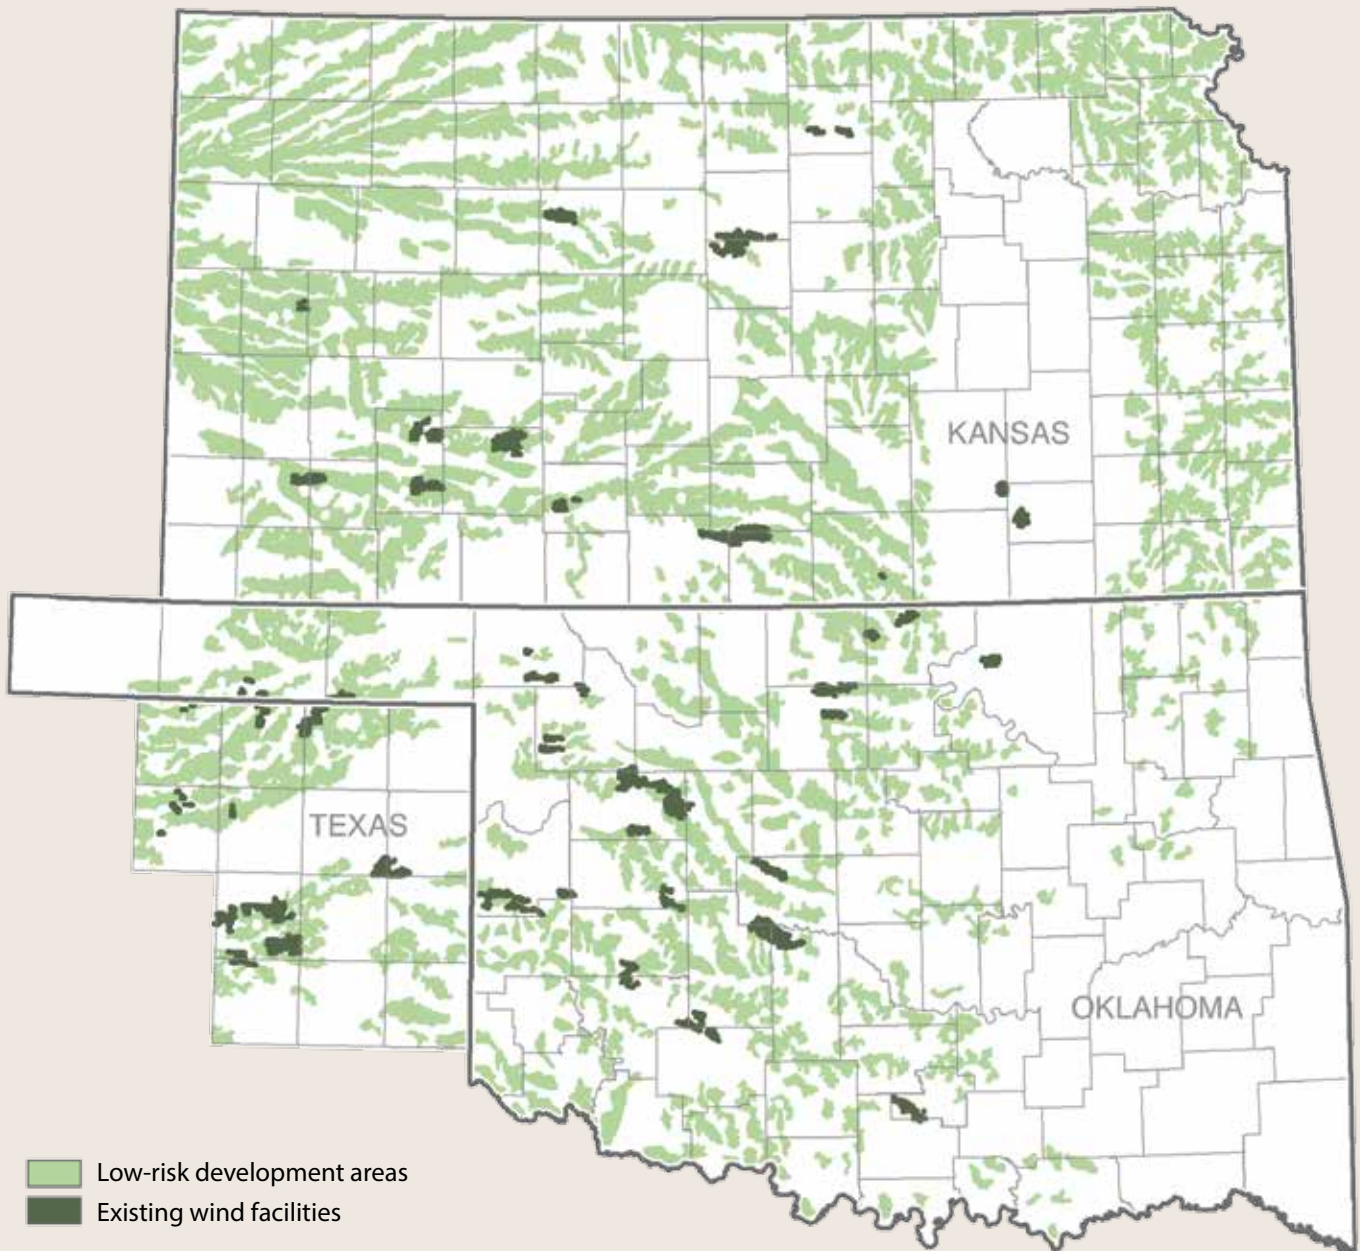 KANSAS
TEXAS
OKLAHOMA
Low-risk development areas
Existing wind facilities